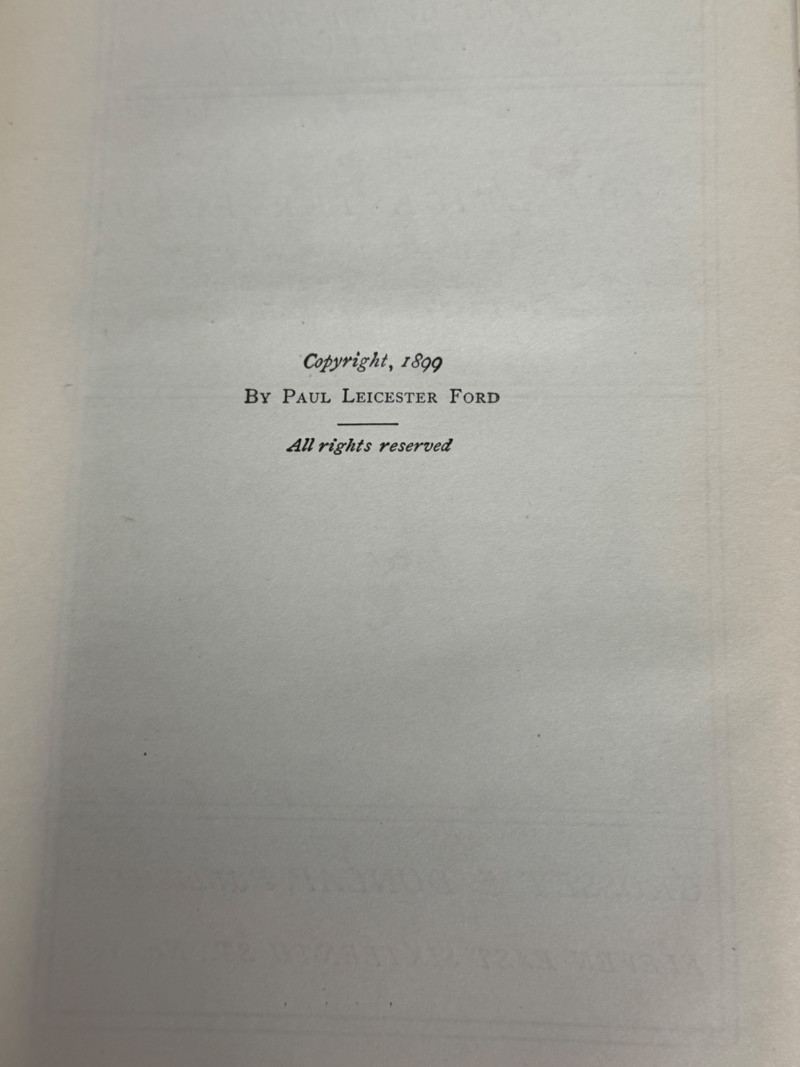 Copyright, 1899
By Paul Leicester Ford
All rights reserved